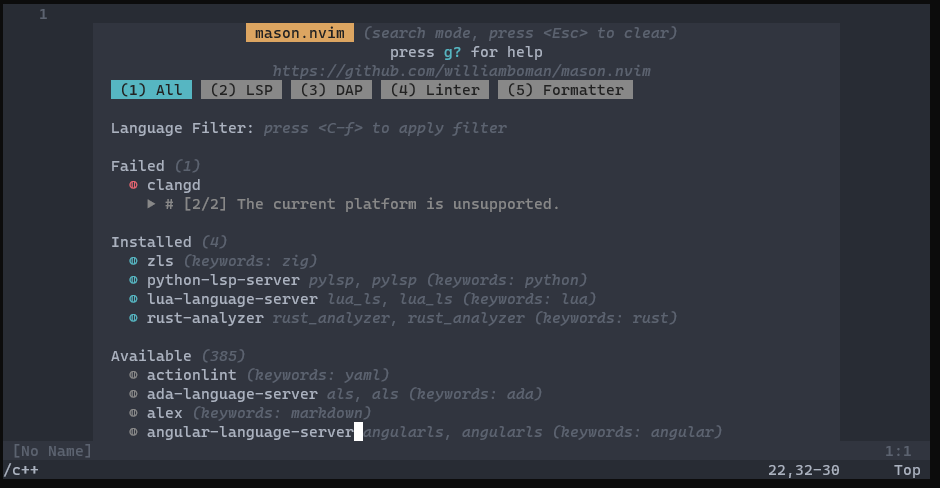 1
mason.nvim (search mode, press <Esc> to clear)
press g? for help
https://github.com/williamboman/mason.nvim
(1) All (2) LSP (3) DAP (4) Linter (5) Formatter
Language Filter: press <C-f> to apply filter
Failed (1)
◍ clangd
▶ # [2/2] The current platform is unsupported.
Installed (4)
◍ zls (keywords: zig)
◍ python-lsp-server pylsp, pylsp (keywords: python)
◍ lua-language-server lua_ls, lua_ls (keywords: lua)
◍ rust-analyzer rust_analyzer, rust_analyzer (keywords: rust)
Available (385)
◍ actionlint (keywords: yaml)
◍ ada-language-server als, als (keywords: ada)
◍ alex (keywords: markdown)
◍ angular-language-server angularls, angularls (keywords: angular)
[No Name] 1:1
/c++ 22,32-30 Top